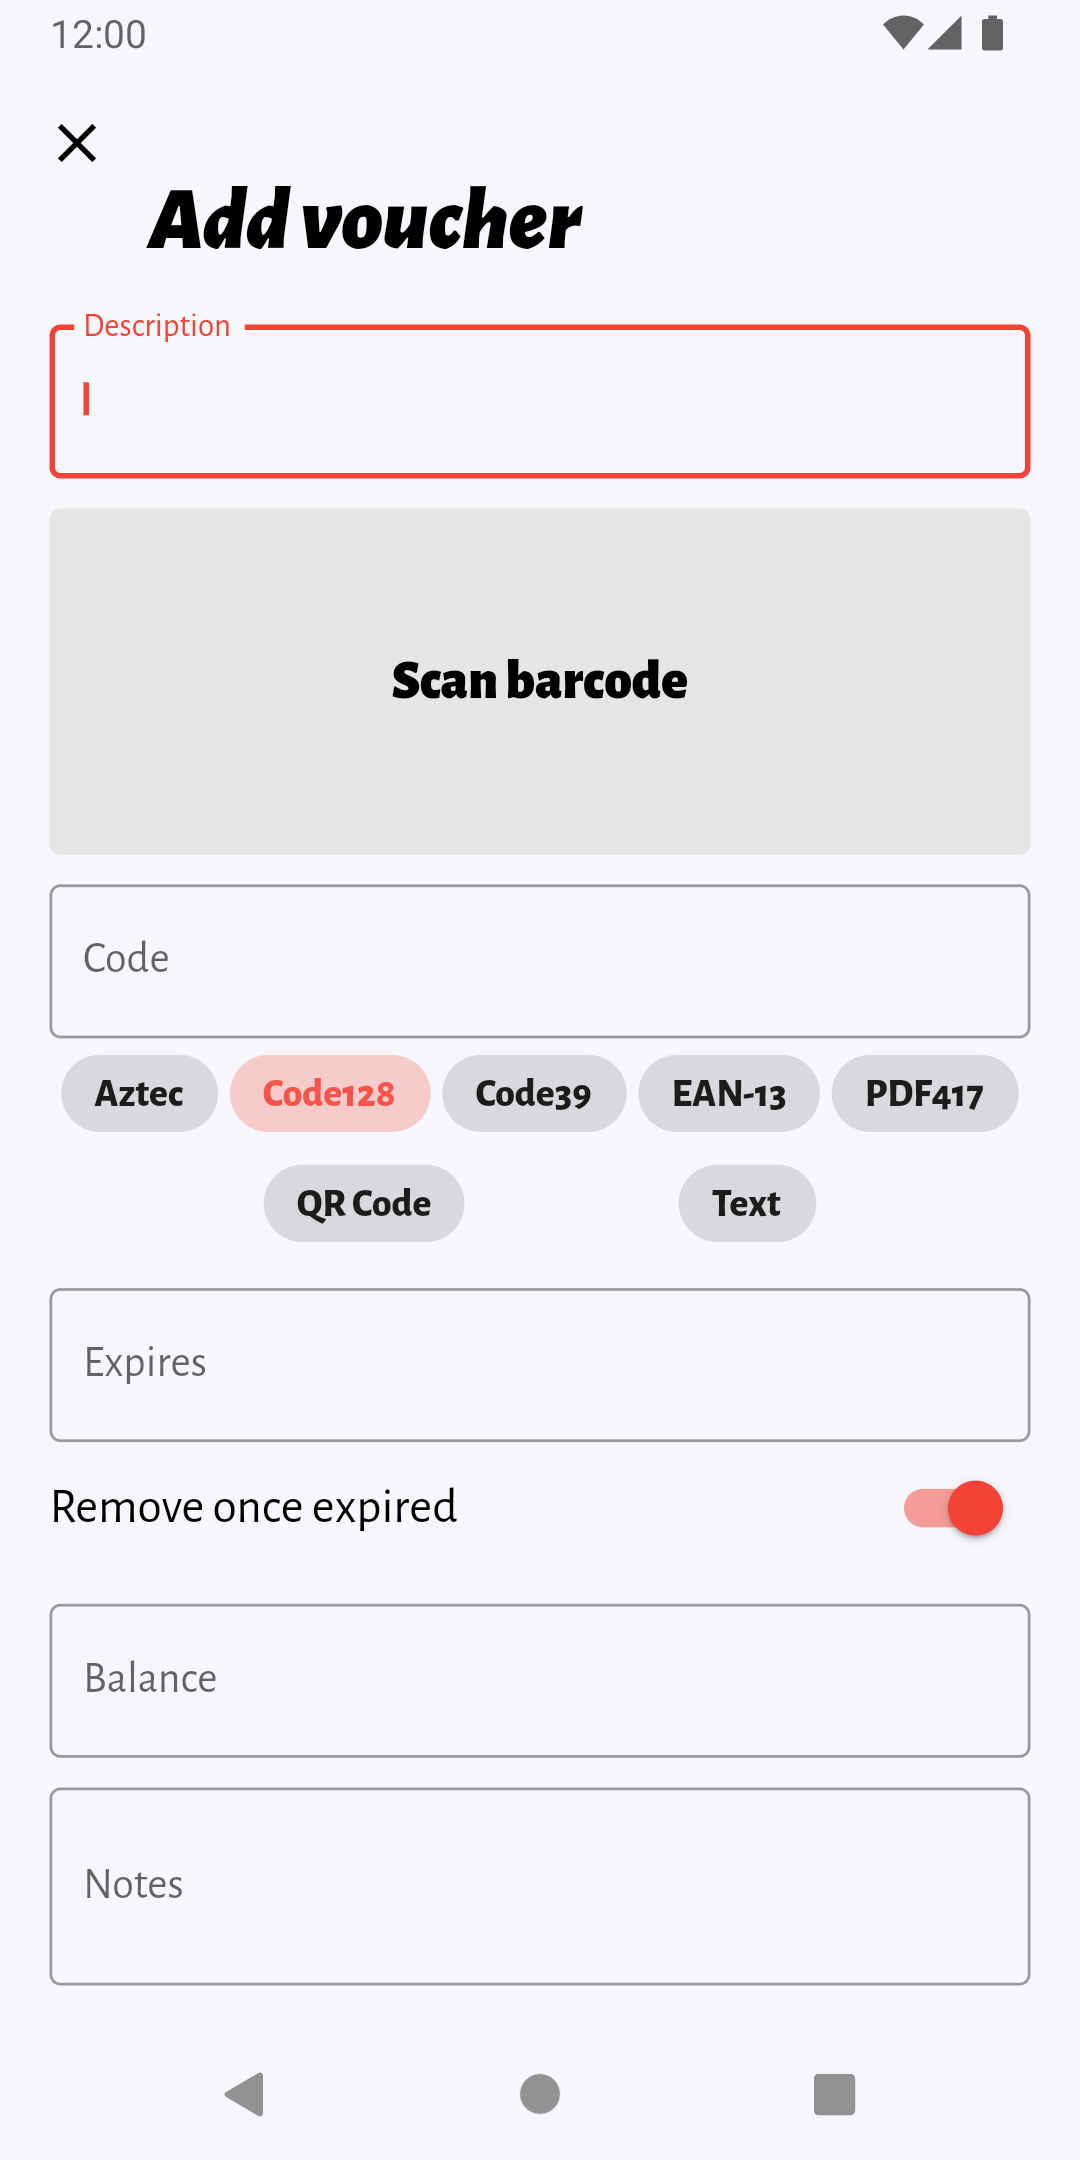 12:00
Add voucher
Description
Scan barcode
Code
Aztec Code128 Code39 EAN-13 PDF417
QR Code Text
Expires
Remove once expired
Balance
Notes